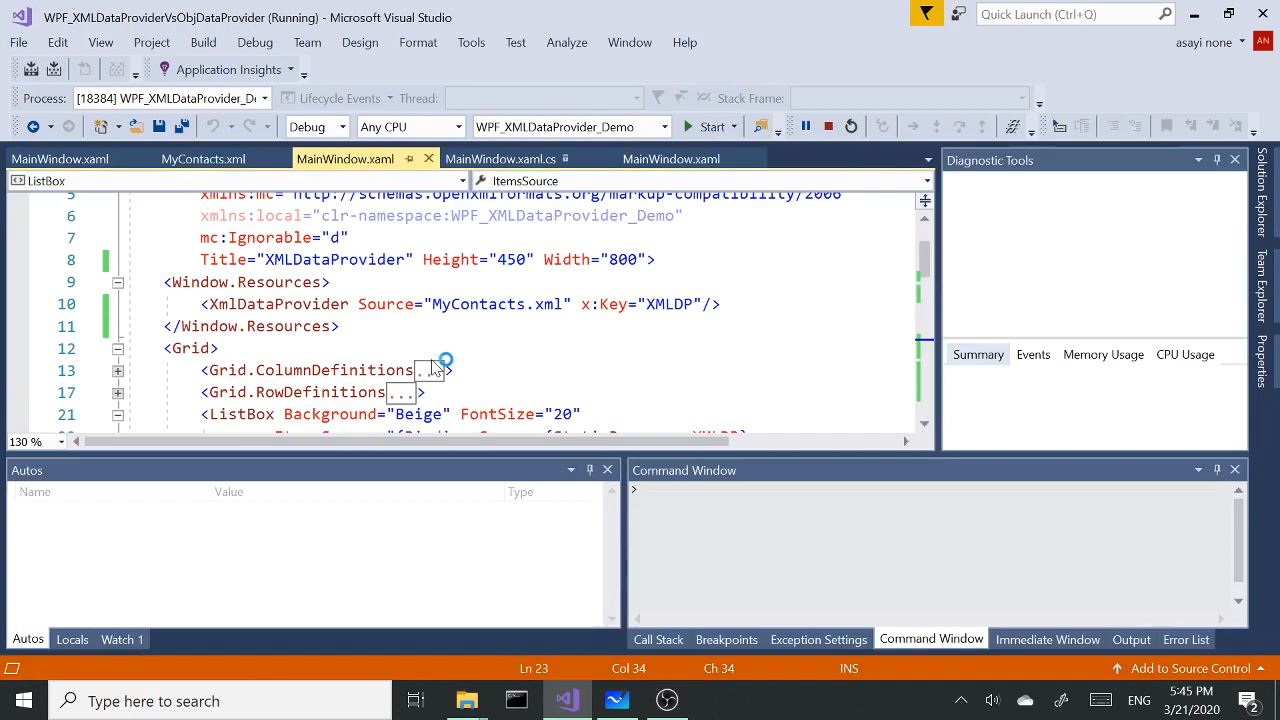 WPF_XMLDataProviderVsObjDataProvider (Running) - Microsoft Visual Studio
Quick Launch (Ctrl+Q)
File Edit View Project Build Debug Team Format Tools Test Analyze Window Help
asayi none AN
Application Insights
Process: [18384] WPF_XMLDataProvider_D Lifecycle Events Thread: Stack Frame:
Debug Any CPU WPF_XMLDataProvider_Demo Start
MainWindow.xaml MyContacts.xml MainWindow.xaml MainWindow.xaml.cs MainWindow.xaml
Diagnostic Tools
ListBox ItemsSource
5 xmlns:mc="http://schemas.openxmlformats.org/markup-compatibility/2006"
6 xmlns:local="clr-namespace:WPF_XMLDataProvider_Demo"
7 mc:Ignorable="d"
8 Title="XMLDataProvider" Height="450" Width="800">
9 <Window.Resources>
10 <XmlDataProvider Source="MyContacts.xml" x:Key="XMLDP"/>
11 </Window.Resources>
12 <Grid>
13 <Grid.ColumnDefinitions...>
17 <Grid.RowDefinitions...>
21 <ListBox Background="Beige" FontSize="20"
130 %
Summary Events Memory Usage CPU Usage
Solution Explorer
Team Explorer
Properties
Autos
Name Value Type
Command Window
>
Autos Locals Watch 1
Call Stack Breakpoints Exception Settings Command Window Immediate Window Output Error List
Ln 23 Col 34 Ch 34 INS Add to Source Control
Type here to search
ENG
5:45 PM
3/21/2020
2